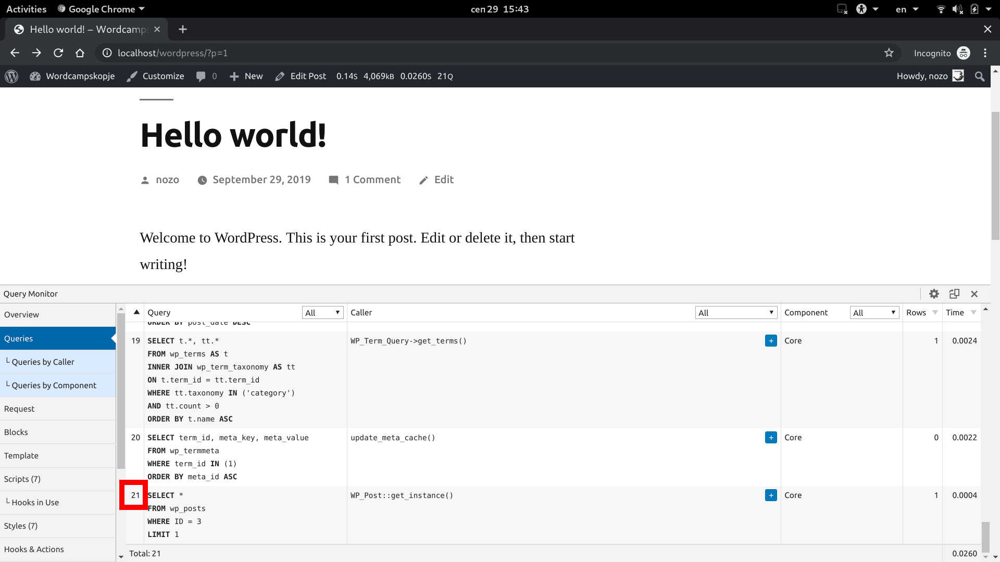 Activities Google Chrome сеп 29 15:43 en
Hello world! – Wordcamps
localhost/wordpress/?p=1 Incognito
Wordcampskopje Customize 0 New Edit Post 0.14S 4,069KB 0.0260S 21Q Howdy, nozo
Hello world!
nozo September 29, 2019 1 Comment Edit
Welcome to WordPress. This is your first post. Edit or delete it, then start
writing!
Query Monitor
Overview
Queries
└ Queries by Caller
└ Queries by Component
Request
Blocks
Template
Scripts (7)
└ Hooks in Use
Styles (7)
Hooks & Actions
Query All Caller All Component All Rows Time
ORDER BY post_date DESC
19 SELECT t.*, tt.* WP_Term_Query->get_terms() + Core 1 0.0024
FROM wp_terms AS t
INNER JOIN wp_term_taxonomy AS tt
ON t.term_id = tt.term_id
WHERE tt.taxonomy IN ('category')
AND tt.count > 0
ORDER BY t.name ASC
20 SELECT term_id, meta_key, meta_value update_meta_cache() + Core 0 0.0022
FROM wp_termmeta
WHERE term_id IN (1)
ORDER BY meta_id ASC
21 SELECT * WP_Post::get_instance() + Core 1 0.0004
FROM wp_posts
WHERE ID = 3
LIMIT 1
Total: 21 0.0260